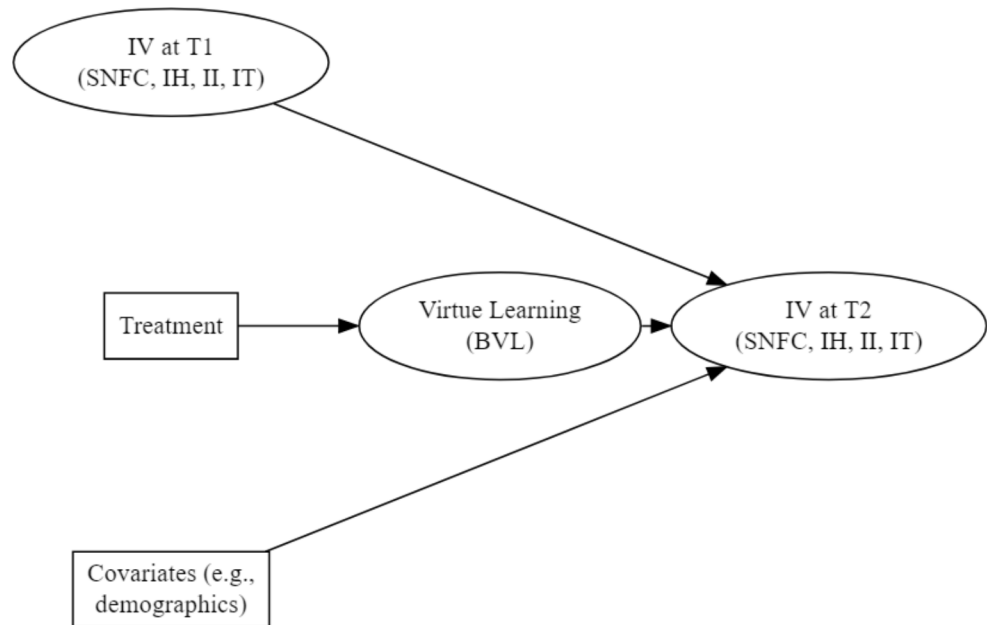 IV at T1
(SNFC, IH, II, IT)
Treatment
Virtue Learning
(BVL)
IV at T2
(SNFC, IH, II, IT)
Covariates (e.g.,
demographics)